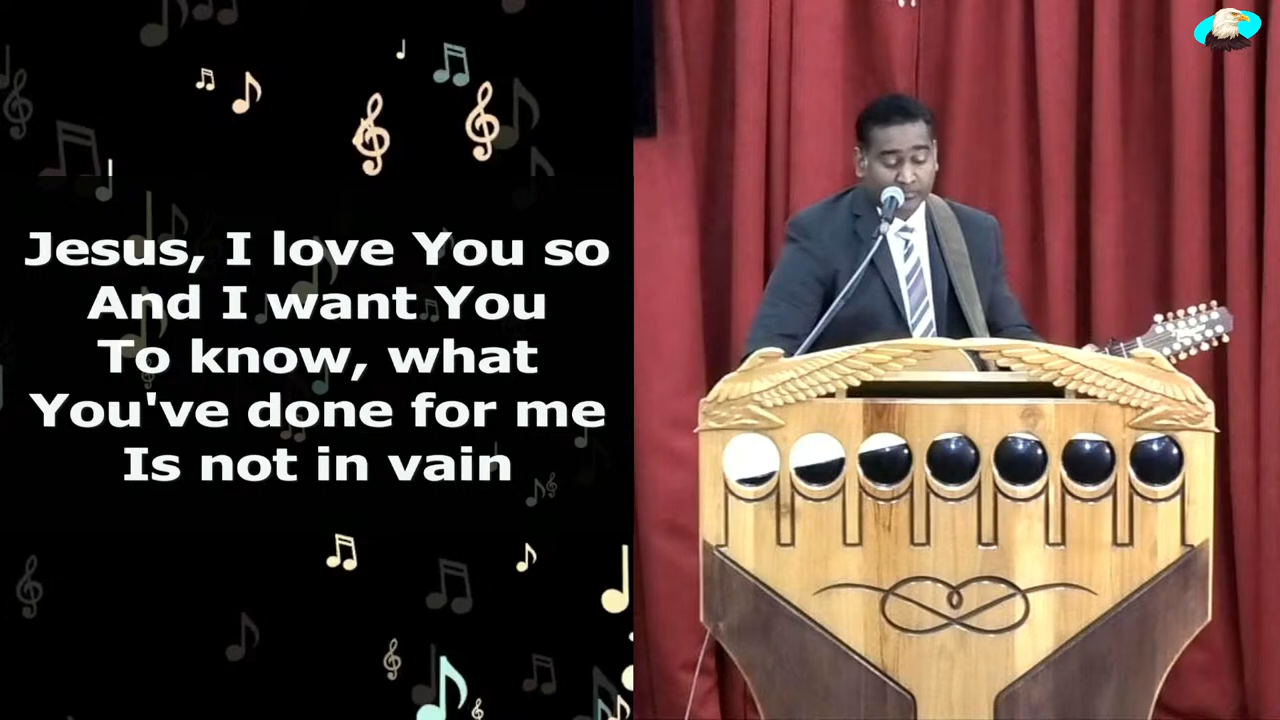 Jesus, I love You so
And I want You
To know, what
You've done for me
Is not in vain